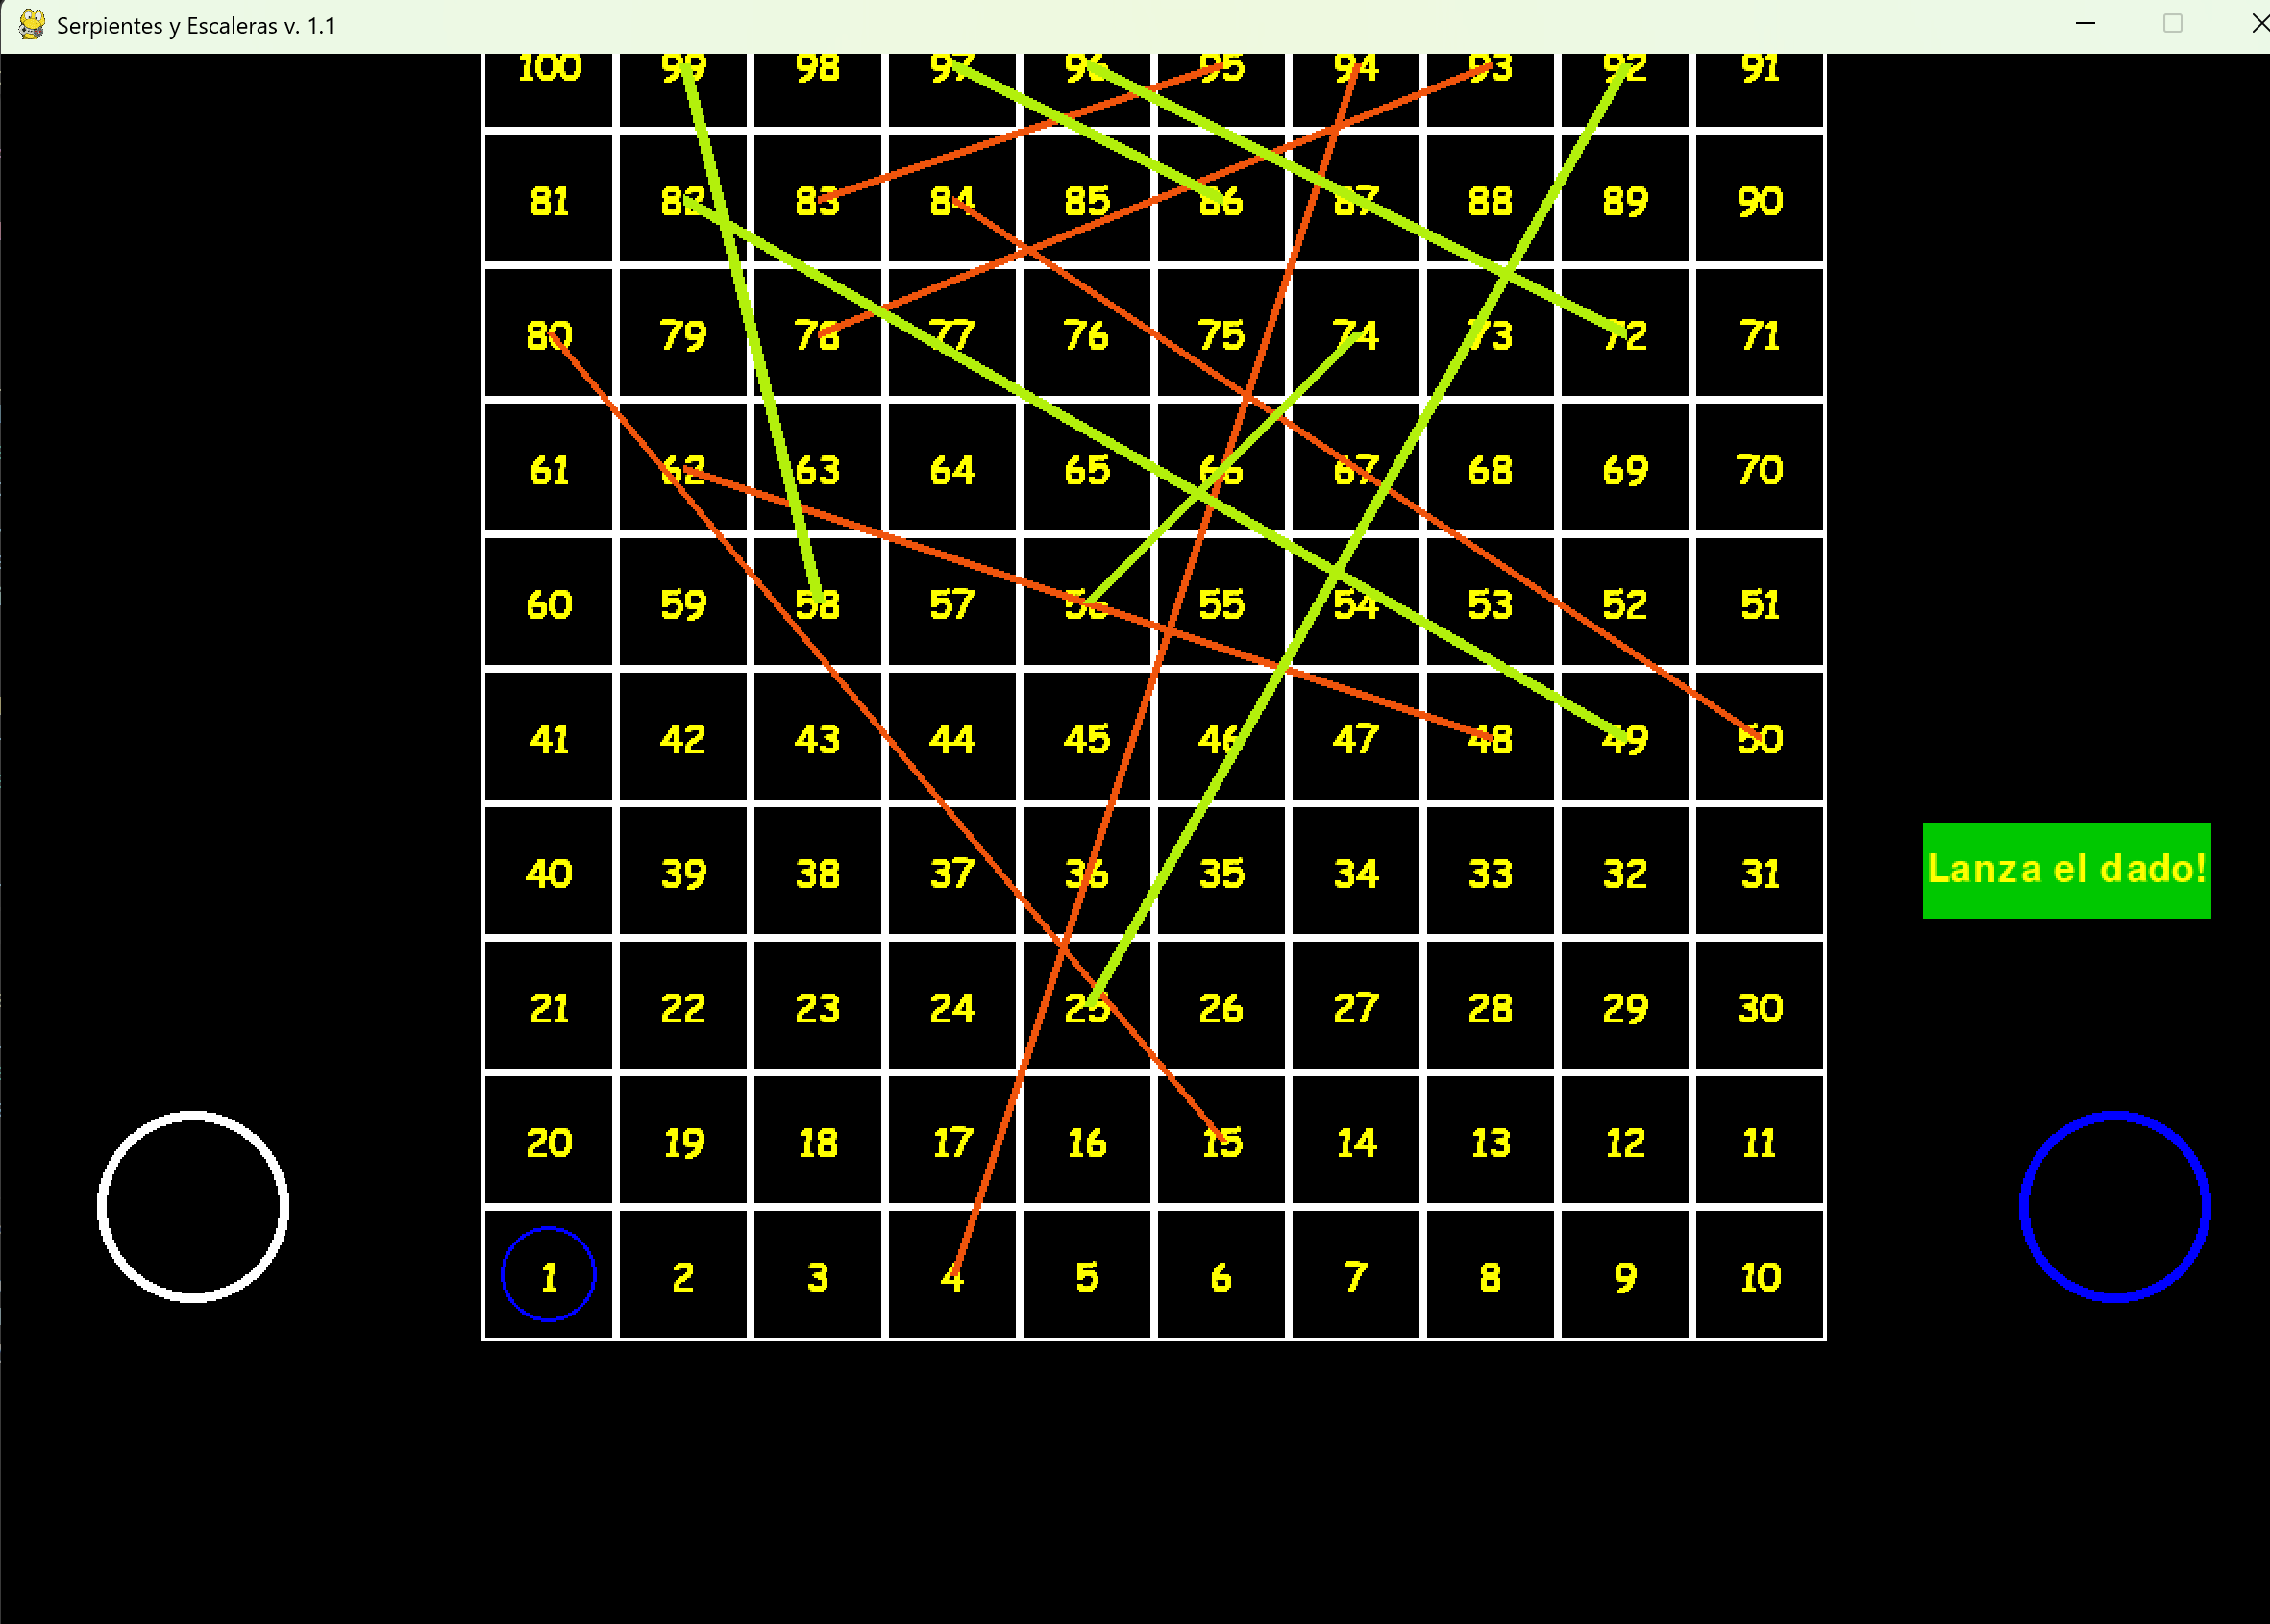 Serpientes y Escaleras v. 1.1
100 99 98 97 96 95 94 93 92 91
81 82 83 84 85 86 87 88 89 90
80 79 78 77 76 75 74 73 72 71
61 62 63 64 65 66 67 68 69 70
60 59 58 57 56 55 54 53 52 51
41 42 43 44 45 46 47 48 49 50
Lanza el dado!
40 39 38 37 36 35 34 33 32 31
21 22 23 24 25 26 27 28 29 30
20 19 18 17 16 15 14 13 12 11
1 2 3 4 5 6 7 8 9 10